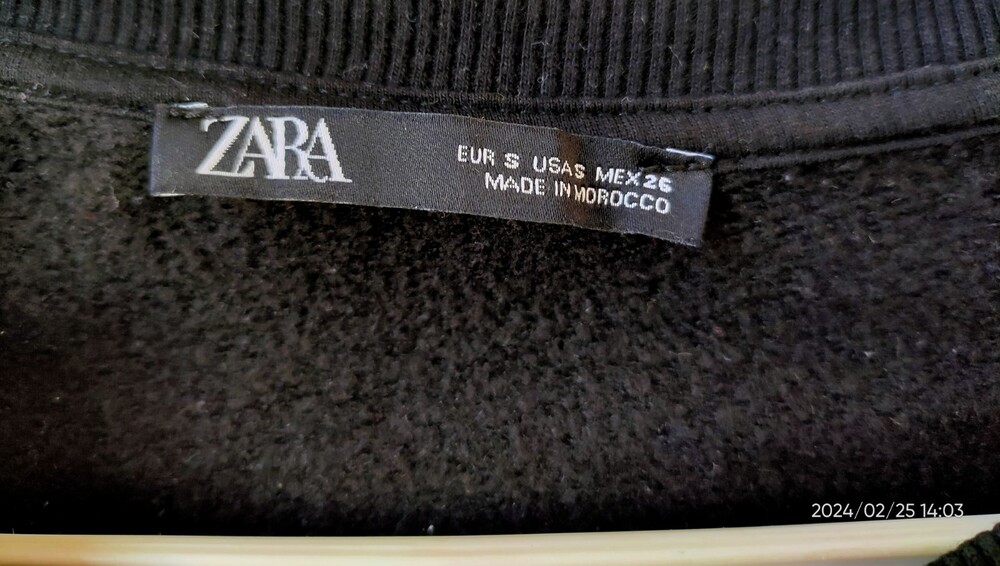 ZARA
EUR S USA S MEX 26
MADE IN MOROCCO
2024/02/25 14:03